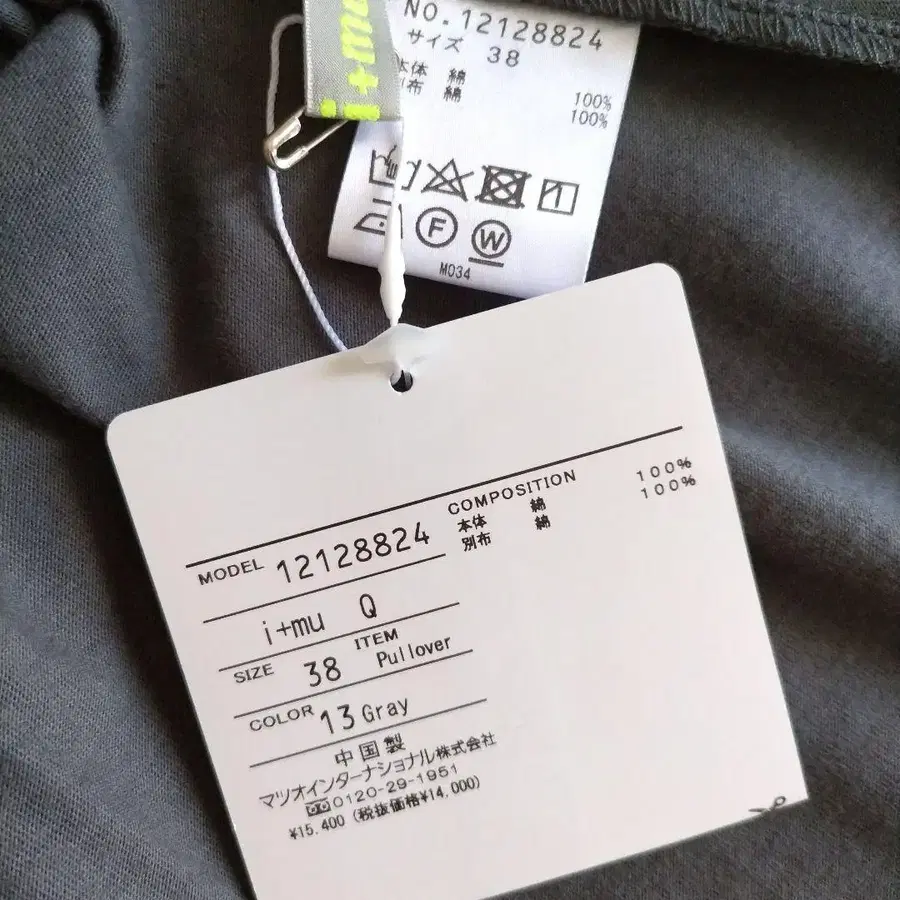 i+mu
NO.12128824
サイズ 38
本体 綿 100%
別布 綿 100%
F W
M034
MODEL 12128824
COMPOSITION
本体 綿 100%
別布 綿 100%
i+mu Q
SIZE 38
ITEM Pullover
COLOR 13 Gray
中国製
マツオインターナショナル株式会社
0120-29-1951
¥15,400 (税抜価格¥14,000)